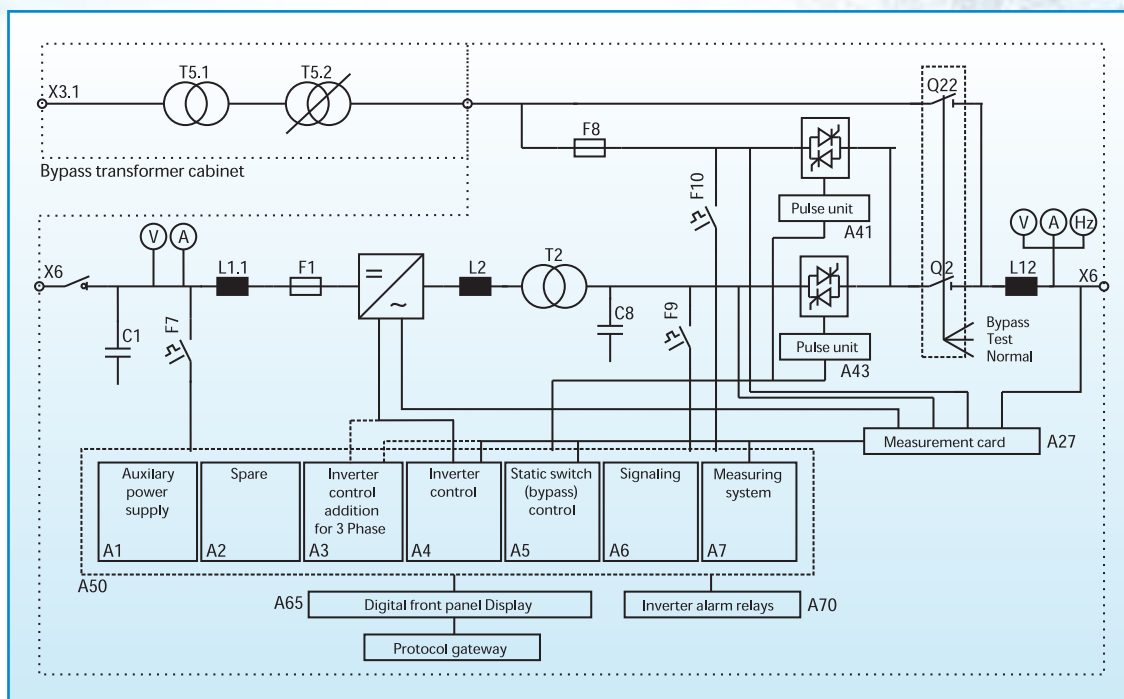 T5.1
T5.2
X3.1
Bypass transformer cabinet
F8
Q22
F10
Pulse unit
A41
V
A
V
A
Hz
X6
L1.1
F1
=
~
L2
T2
Q2
L12
X6
C1
F7
C8
F9
Pulse unit
A43
Bypass
Test
Normal
Measurement card
A27
Auxilary
power
supply
A1
Spare
A2
Inverter
control
addition
for 3 Phase
A3
Inverter
control
A4
Static switch
(bypass)
control
A5
Signaling
A6
Measuring
system
A7
A50
A65
Digital front panel Display
Inverter alarm relays
A70
Protocol gateway